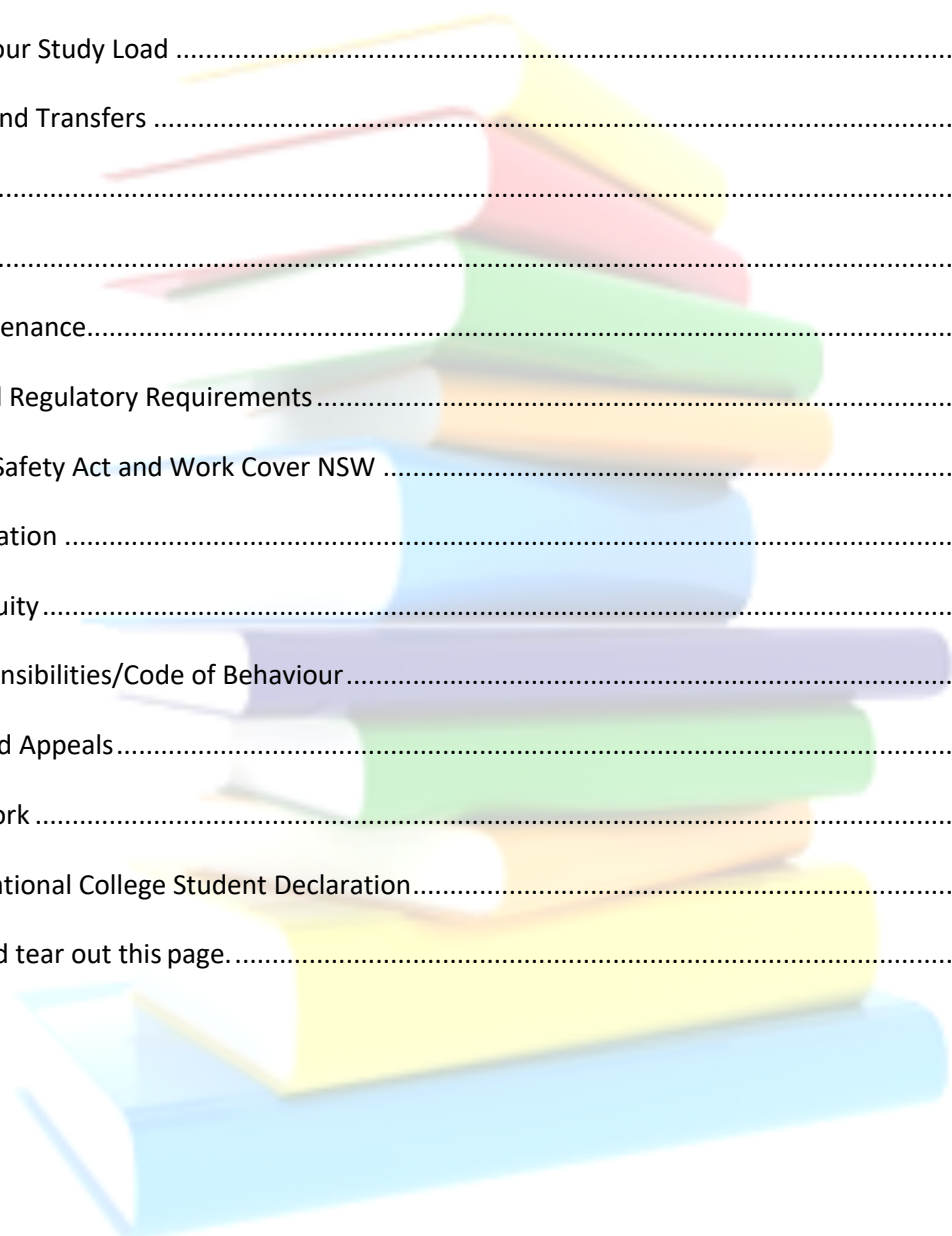 our Study Load ...............................................................................................................
nd Transfers ...................................................................................................................
...........................................................................................................................................
...........................................................................................................................................
enance.............................................................................................................................
l Regulatory Requirements .........................................................................................
Safety Act and Work Cover NSW ..............................................................................
ation ................................................................................................................................
uity ...................................................................................................................................
nsibilities/Code of Behaviour .....................................................................................
d Appeals ........................................................................................................................
ork ....................................................................................................................................
ational College Student Declaration..........................................................................
d tear out this page. ......................................................................................................